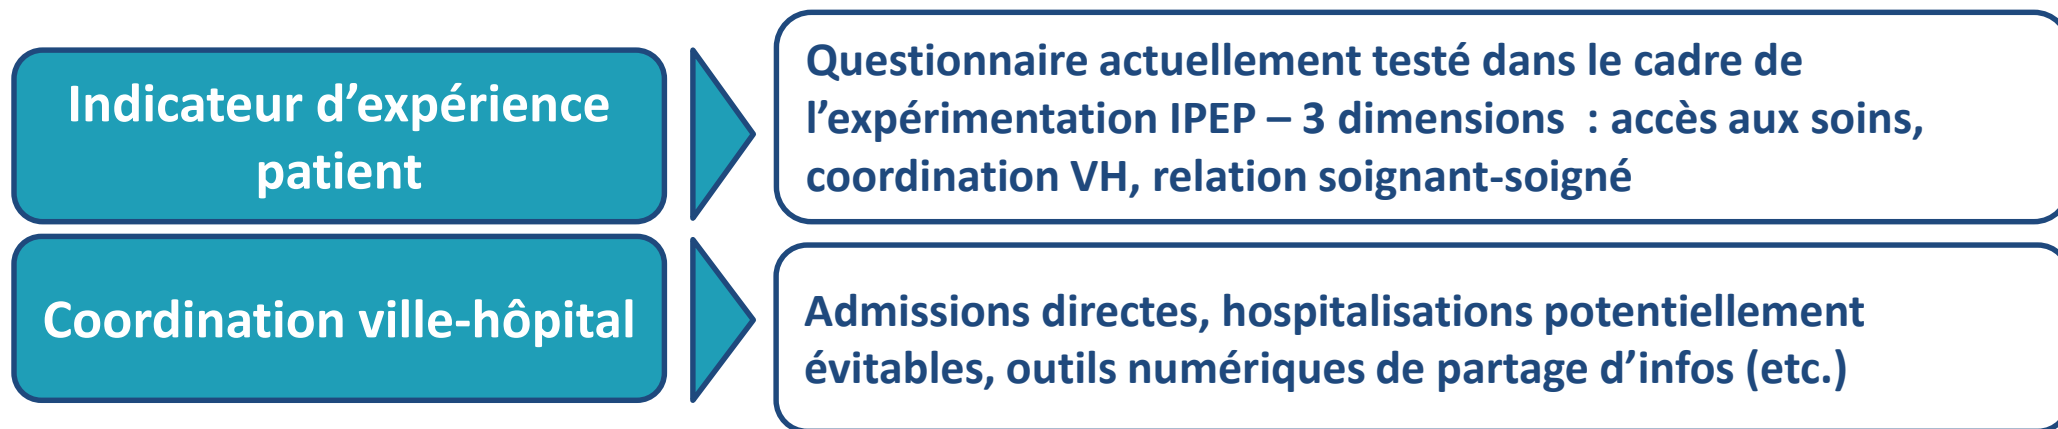 Indicateur d’expérience
patient
Questionnaire actuellement testé dans le cadre de
l’expérimentation IPEP – 3 dimensions  : accès aux soins,
coordination VH, relation soignant-soigné
Coordination ville-hôpital
Admissions directes, hospitalisations potentiellement
évitables, outils numériques de partage d’infos (etc.)